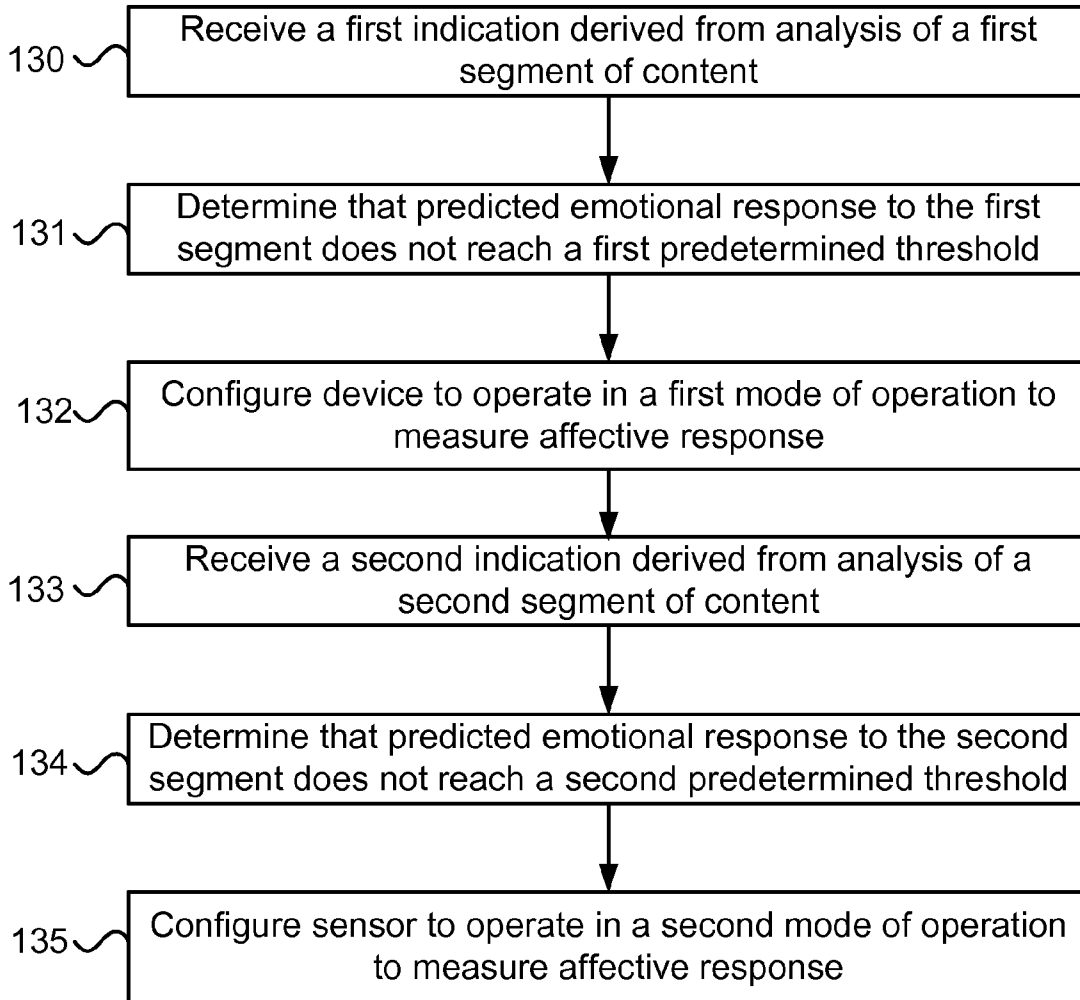 130
Receive a first indication derived from analysis of a first
segment of content
131
Determine that predicted emotional response to the first
segment does not reach a first predetermined threshold
132
Configure device to operate in a first mode of operation to
measure affective response
133
Receive a second indication derived from analysis of a
second segment of content
134
Determine that predicted emotional response to the second
segment does not reach a second predetermined threshold
135
Configure sensor to operate in a second mode of operation
to measure affective response